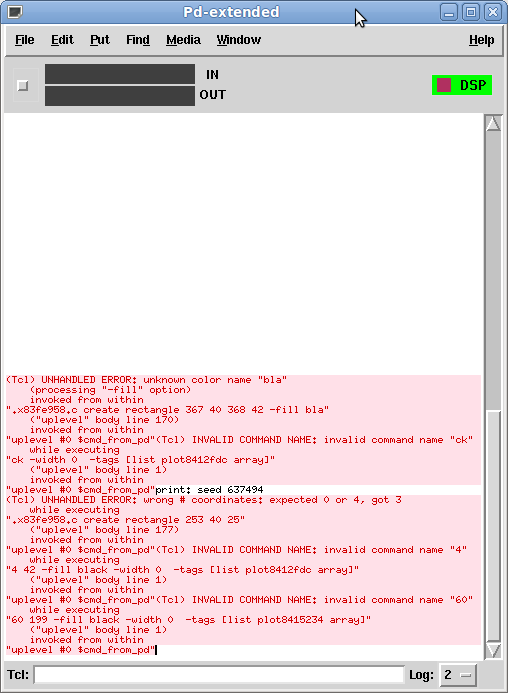 Pd-extended
File Edit Put Find Media Window Help
IN
OUT
DSP
(Tcl) UNHANDLED ERROR: unknown color name "bla"
(processing "-fill" option)
invoked from within
".x83fe958.c create rectangle 367 40 368 42 -fill bla"
("uplevel" body line 170)
invoked from within
"uplevel #0 $cmd_from_pd"(Tcl) INVALID COMMAND NAME: invalid command name "ck"
while executing
"ck -width 0  -tags [list plot8412fdc array]"
("uplevel" body line 1)
invoked from within
"uplevel #0 $cmd_from_pd"print: seed 637494
(Tcl) UNHANDLED ERROR: wrong # coordinates: expected 0 or 4, got 3
while executing
".x83fe958.c create rectangle 253 40 25"
("uplevel" body line 177)
invoked from within
"uplevel #0 $cmd_from_pd"(Tcl) INVALID COMMAND NAME: invalid command name "4"
while executing
"4 42 -fill black -width 0  -tags [list plot8412fdc array]"
("uplevel" body line 1)
invoked from within
"uplevel #0 $cmd_from_pd"(Tcl) INVALID COMMAND NAME: invalid command name "60"
while executing
"60 199 -fill black -width 0  -tags [list plot8415234 array]"
("uplevel" body line 1)
invoked from within
"uplevel #0 $cmd_from_pd"
Tcl: Log: 2